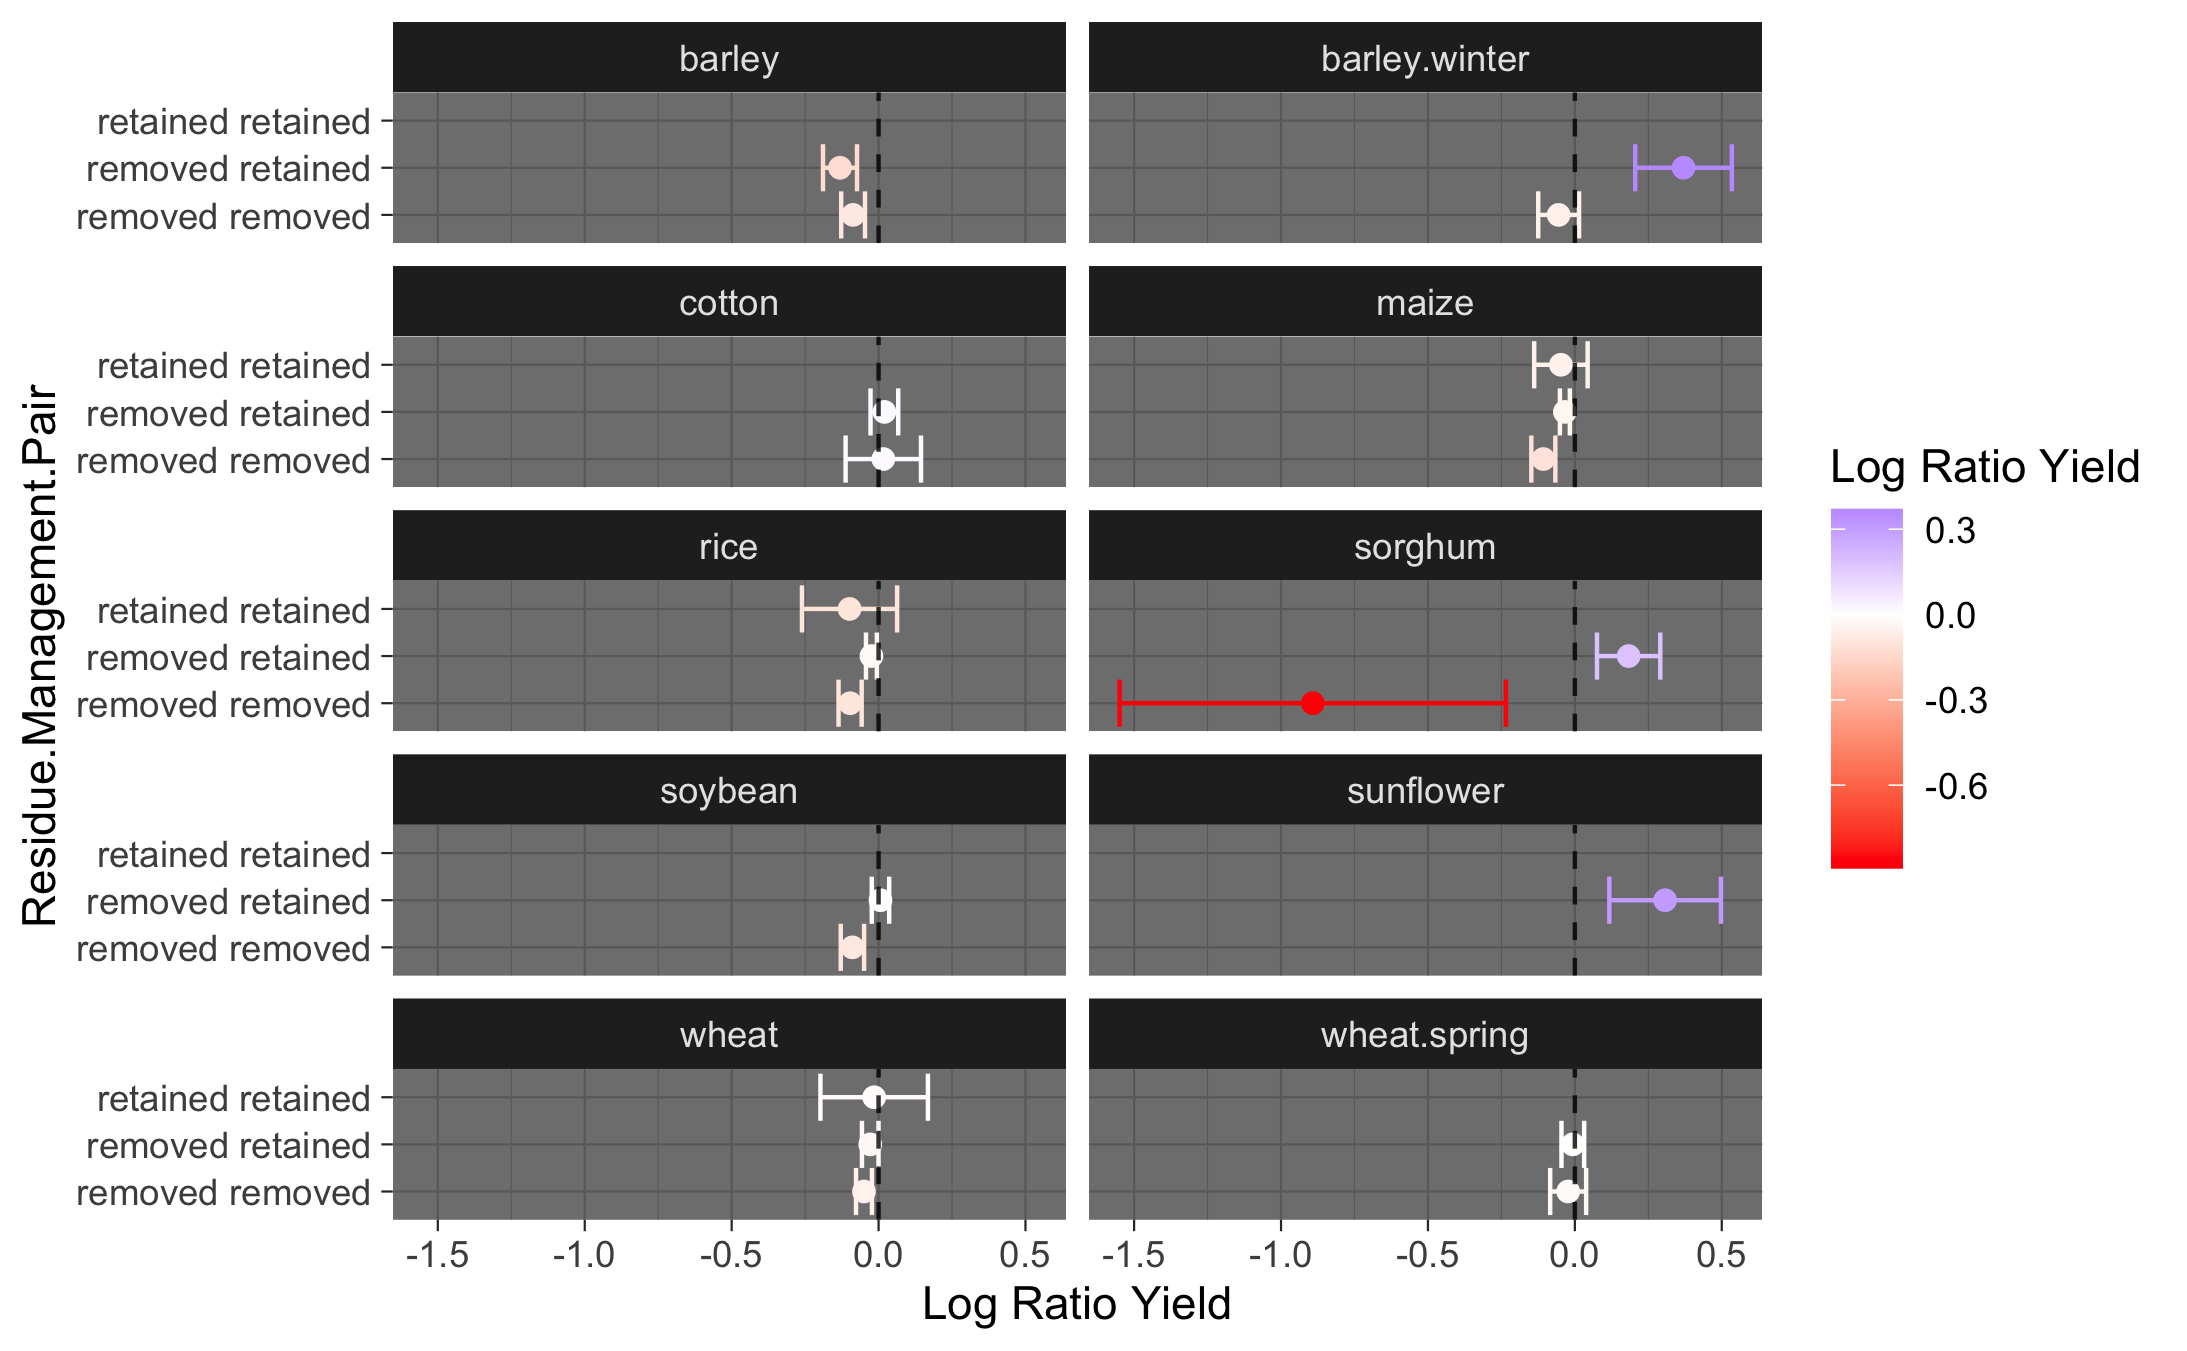 barley
barley.winter
retained retained
removed retained
removed removed
cotton
maize
retained retained
removed retained
removed removed
rice
sorghum
retained retained
removed retained
removed removed
soybean
sunflower
retained retained
removed retained
removed removed
wheat
wheat.spring
retained retained
removed retained
removed removed
-1.5 -1.0 -0.5 0.0 0.5
-1.5 -1.0 -0.5 0.0 0.5
Log Ratio Yield
Residue.Management.Pair
Log Ratio Yield
0.3
0.0
-0.3
-0.6